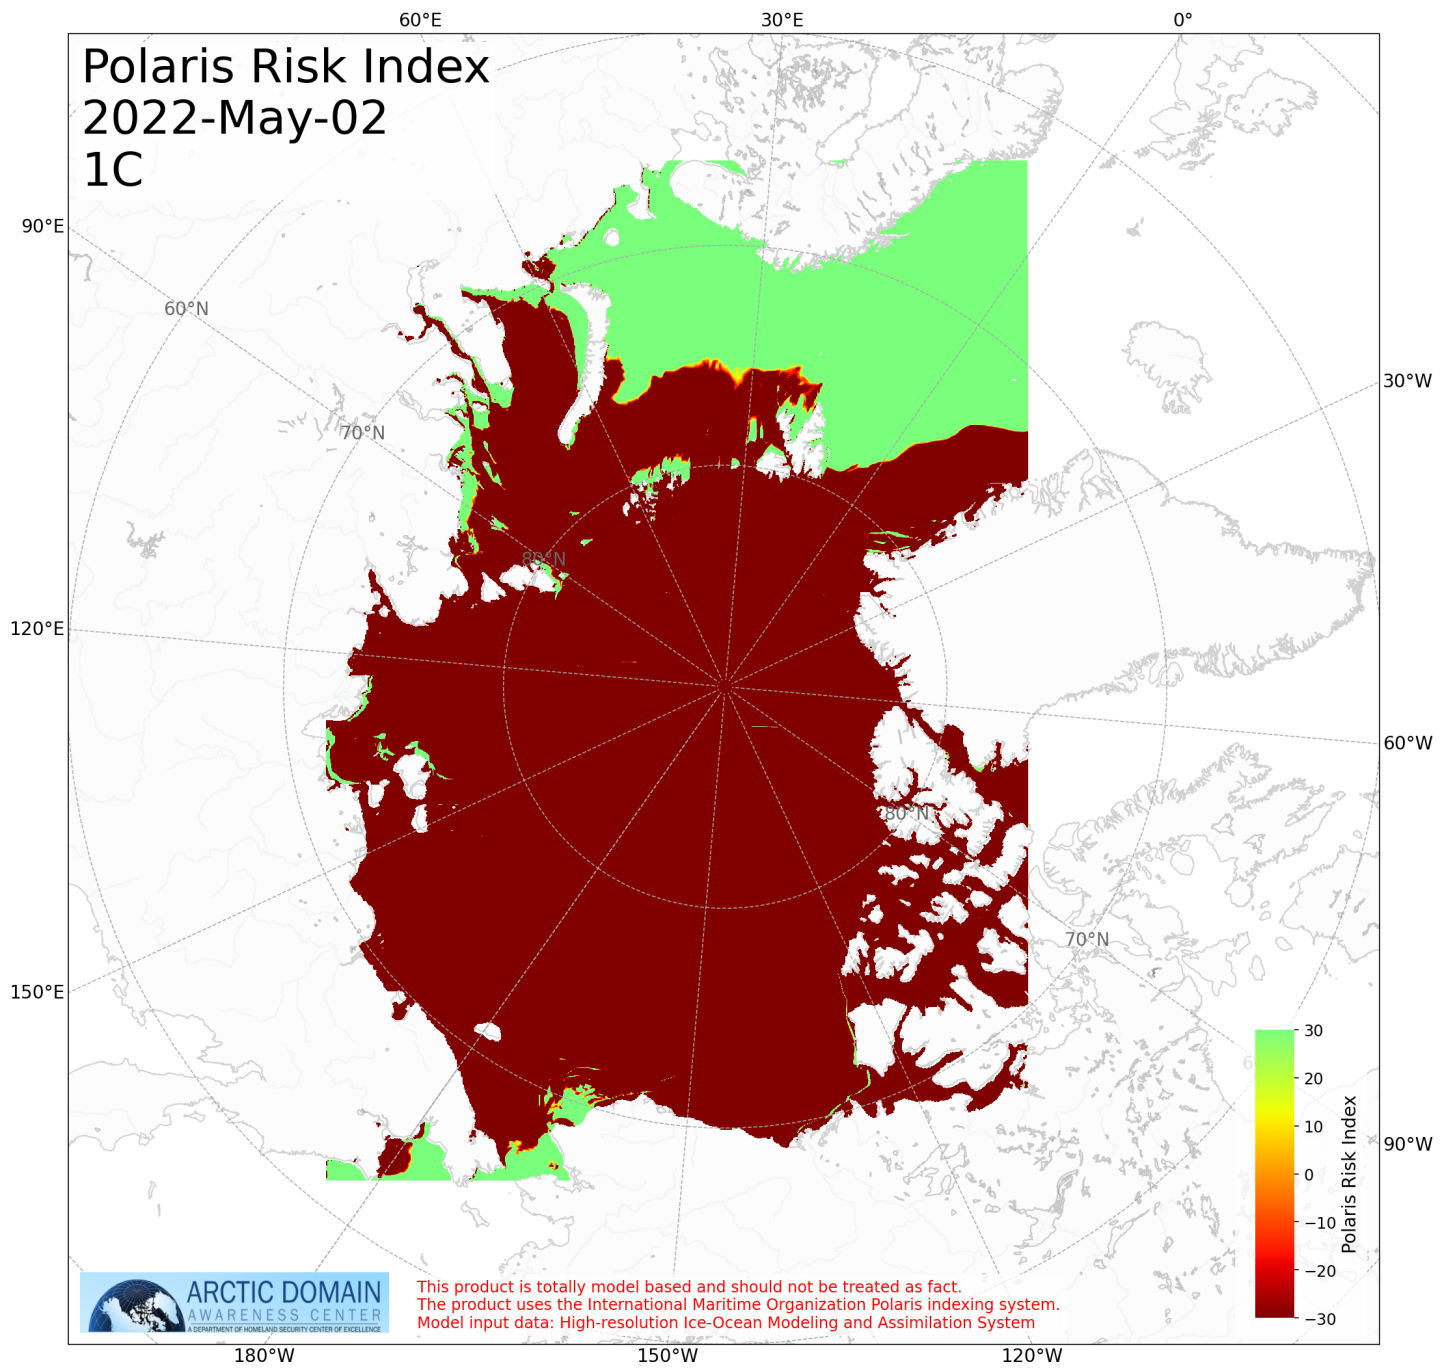 60°E
30°E
0°
Polaris Risk Index
2022-May-02
1C
90°E
60°N
30°W
70°N
80°N
120°E
60°W
80°N
70°N
150°E
30
20
10
0
−10
−20
−30
Polaris Risk Index
90°W
ARCTIC DOMAIN
AWARENESS CENTER
A DEPARTMENT OF HOMELAND SECURITY CENTER OF EXCELLENCE
This product is totally model based and should not be treated as fact.
The product uses the International Maritime Organization Polaris indexing system.
Model input data: High-resolution Ice-Ocean Modeling and Assimilation System
180°W
150°W
120°W